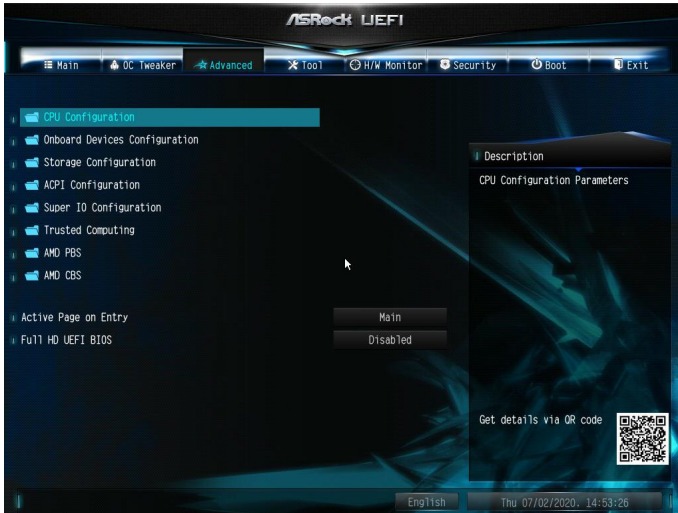 ASRock UEFI
Main
OC Tweaker
Advanced
Tool
H/W Monitor
Security
Boot
Exit
CPU Configuration
Onboard Devices Configuration
Storage Configuration
ACPI Configuration
Super IO Configuration
Trusted Computing
AMD PBS
AMD CBS
Active Page on Entry
Main
Full HD UEFI BIOS
Disabled
Description
CPU Configuration Parameters
Get details via QR code
English
Thu 07/02/2020. 14:53:26